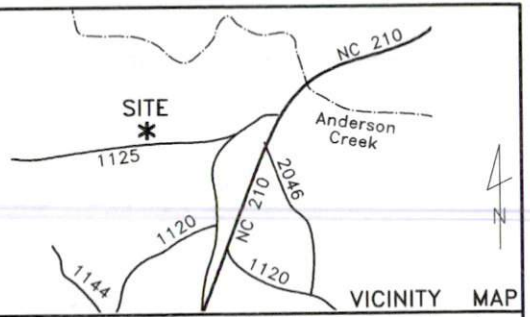 NC 210
SITE
*
Anderson
Creek
1125
2046
N
1120
NC 210
1120
1144
VICINITY MAP